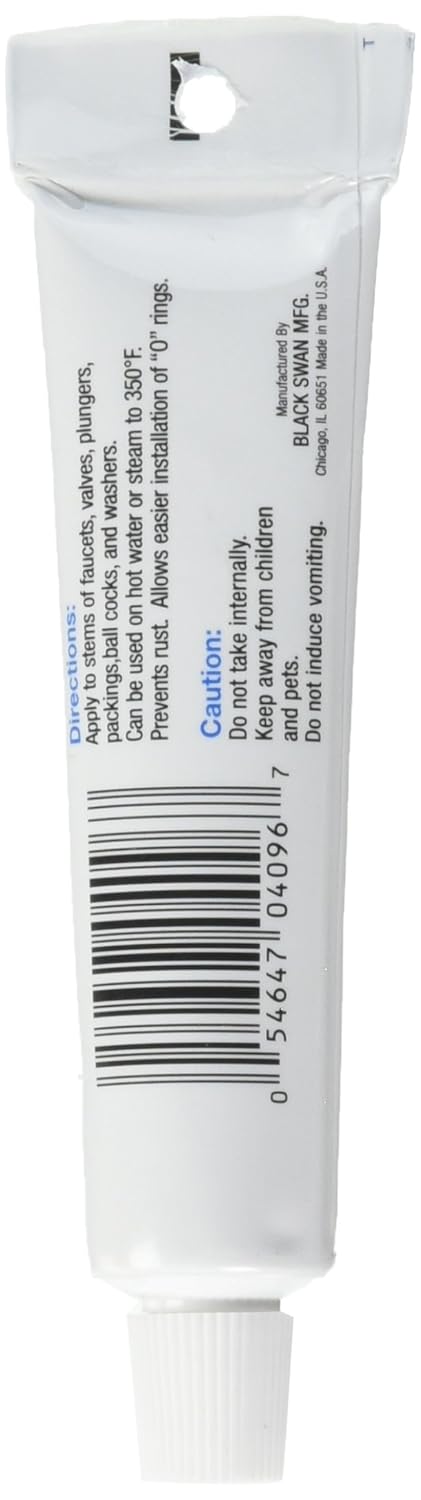 Directions:
Apply to stems of faucets, valves, plungers,
packings,ball cocks, and washers.
Can be used on hot water or steam to 350°F.
Prevents rust. Allows easier installation of "O" rings.
Caution:
Do not take internally.
Keep away from children
and pets.
Do not induce vomiting.
Manufactured By
BLACK SWAN MFG.
Chicago, IL 60651 Made in the U.S.A.
0 54647 04096 7